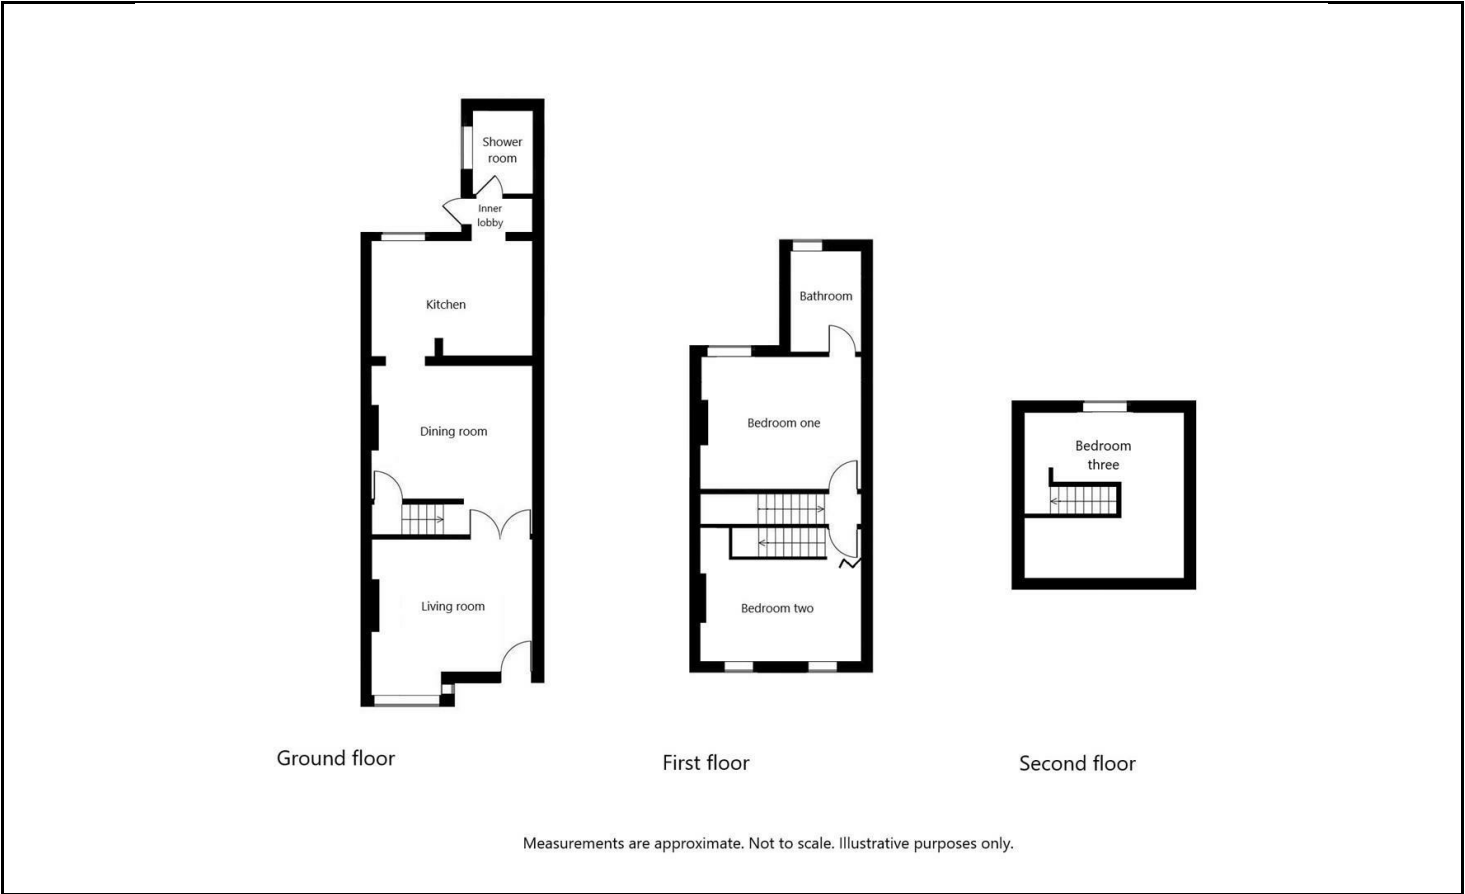 Shower
room
Inner
lobby
Kitchen
Dining room
Living room
Ground floor
Bathroom
Bedroom one
Bedroom two
First floor
Bedroom
three
Second floor
Measurements are approximate. Not to scale. Illustrative purposes only.